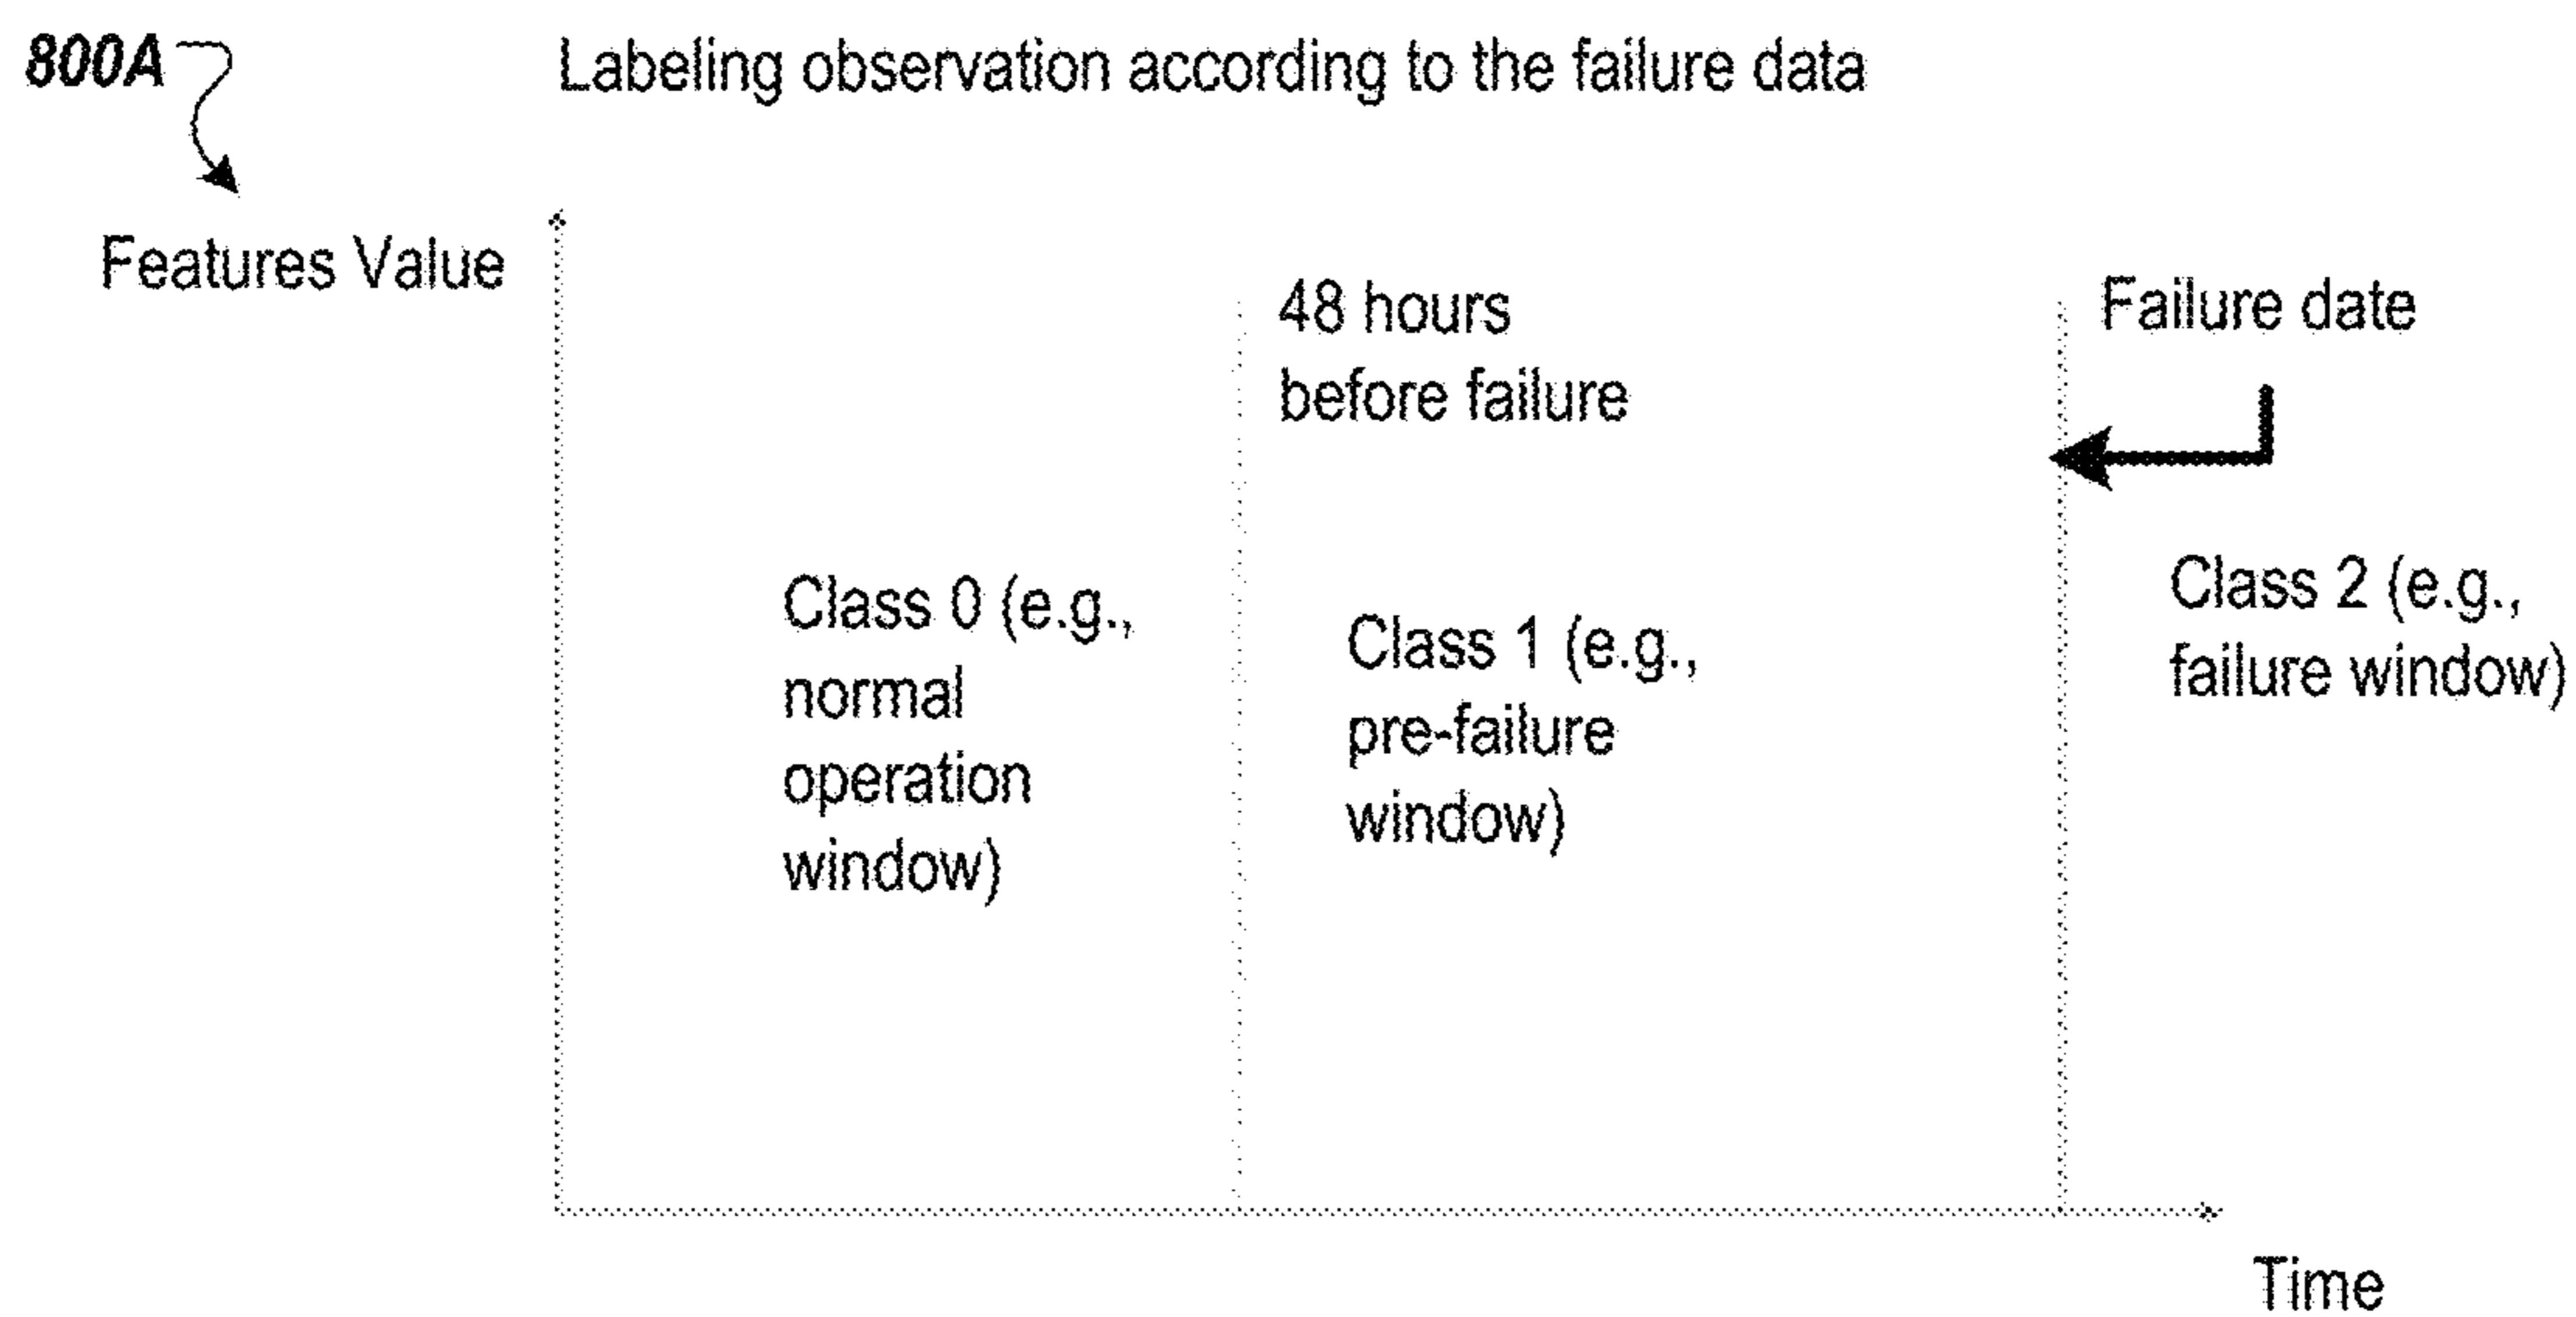 800A
Labeling observation according to the failure data
Features Value
48 hours
before failure
Failure date
Class 0 (e.g.,
normal
operation
window)
Class 1 (e.g.,
pre-failure
window)
Class 2 (e.g.,
failure window)
Time